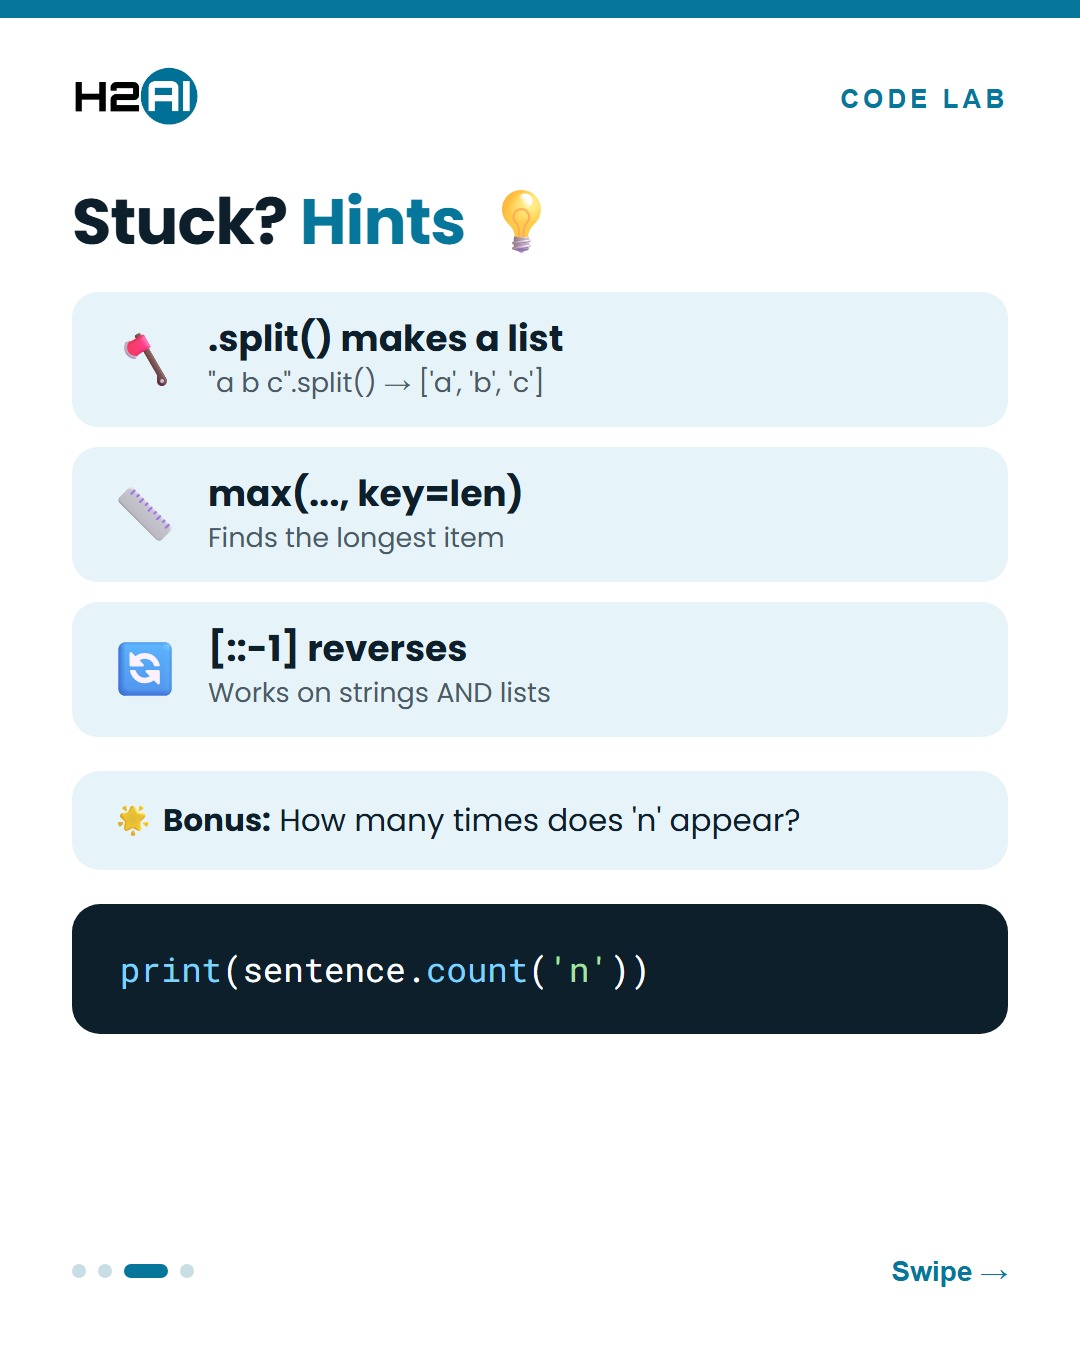 H2AI
CODE LAB
Stuck? Hints 💡
.split() makes a list
"a b c".split() → ['a', 'b', 'c']
max(..., key=len)
Finds the longest item
[::-1] reverses
Works on strings AND lists
🌟 Bonus: How many times does 'n' appear?
print(sentence.count('n'))
Swipe →